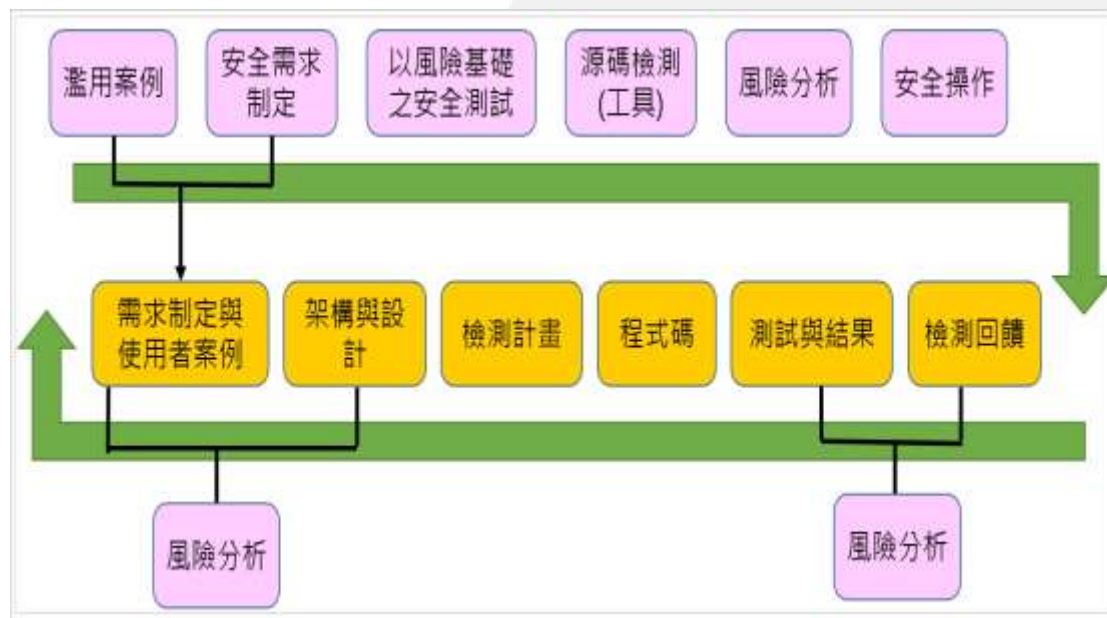 濫用案例
安全需求
制定
以風險基礎
之安全測試
源碼檢測
(工具)
風險分析
安全操作
需求制定與
使用者案例
架構與設
計
檢測計畫
程式碼
測試與結果
檢測回饋
風險分析
風險分析